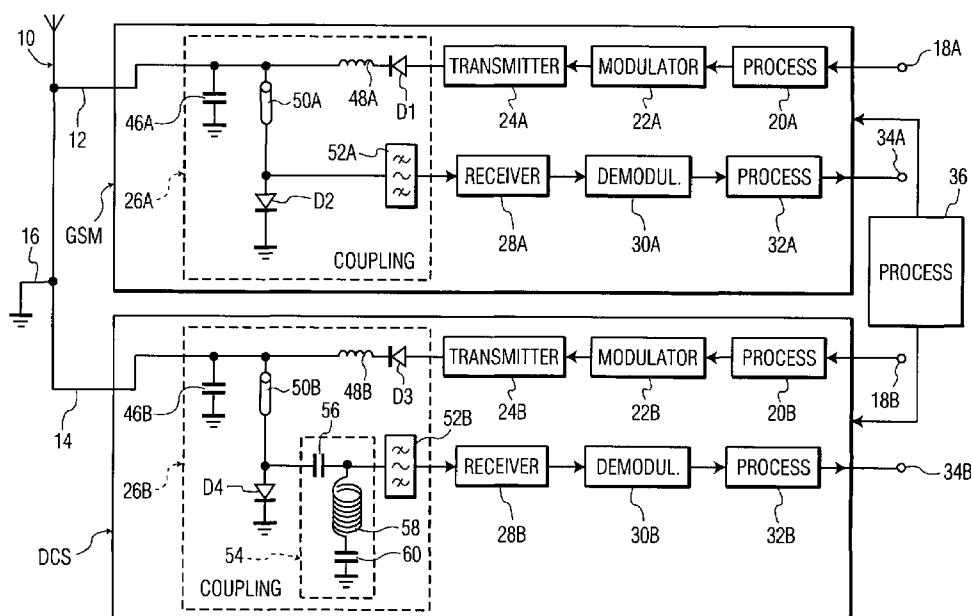 10
12
46A
50A
48A
D1
TRANSMITTER
MODULATOR
PROCESS
18A
24A
22A
20A
34A
52A
RECEIVER
DEMODUL.
PROCESS
28A
30A
32A
36
PROCESS
26A
GSM
D2
COUPLING
16
14
46B
50B
48B
D3
TRANSMITTER
MODULATOR
PROCESS
18B
24B
22B
20B
56
52B
RECEIVER
DEMODUL.
PROCESS
34B
28B
30B
32B
26B
D4
54
58
60
DCS
COUPLING